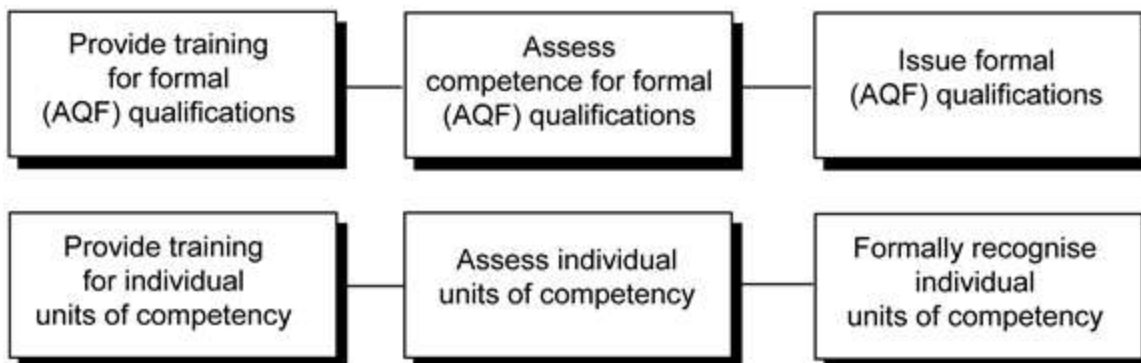 Provide training
for formal
(AQF) qualifications
Assess
competence for formal
(AQF) qualifications
Issue formal
(AQF) qualifications
Provide training
for individual
units of competency
Assess individual
units of competency
Formally recognise
individual
units of competency